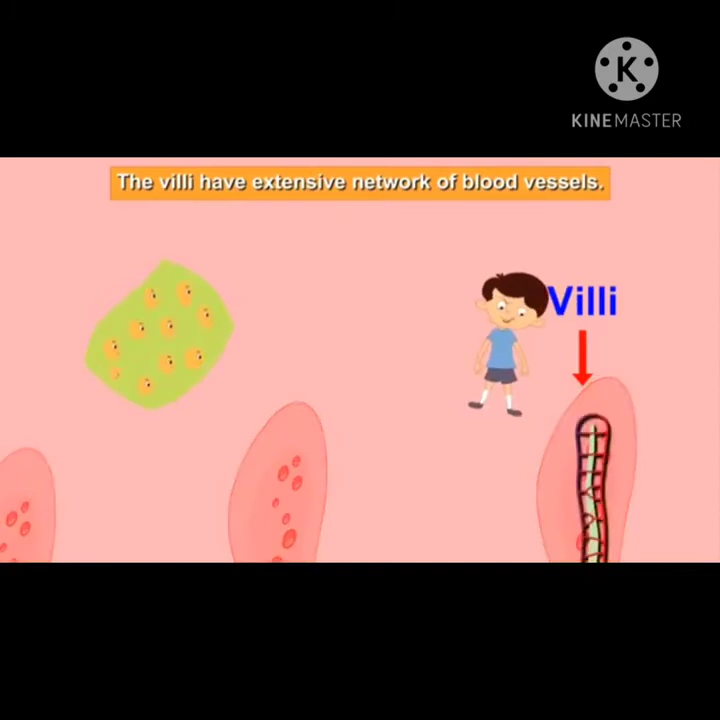 K
KINEMASTER
The villi have extensive network of blood vessels.
Villi